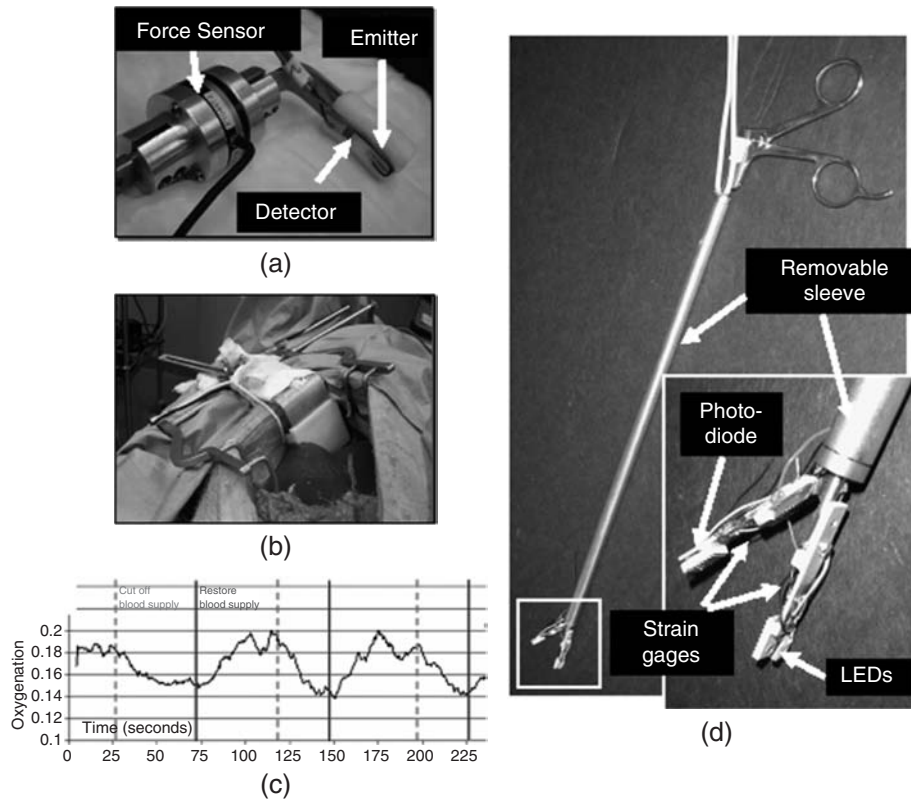 Force Sensor
Emitter
Detector
(a)
(b)
Cut off
blood supply
Restore
blood supply
Oxygenation
0.2
0.18
0.16
0.14
0.12
0.1
Time (seconds)
0 25 50 75 100 125 150 175 200 225
(c)
Removable
sleeve
Photo-
diode
Strain
gages
LEDs
(d)